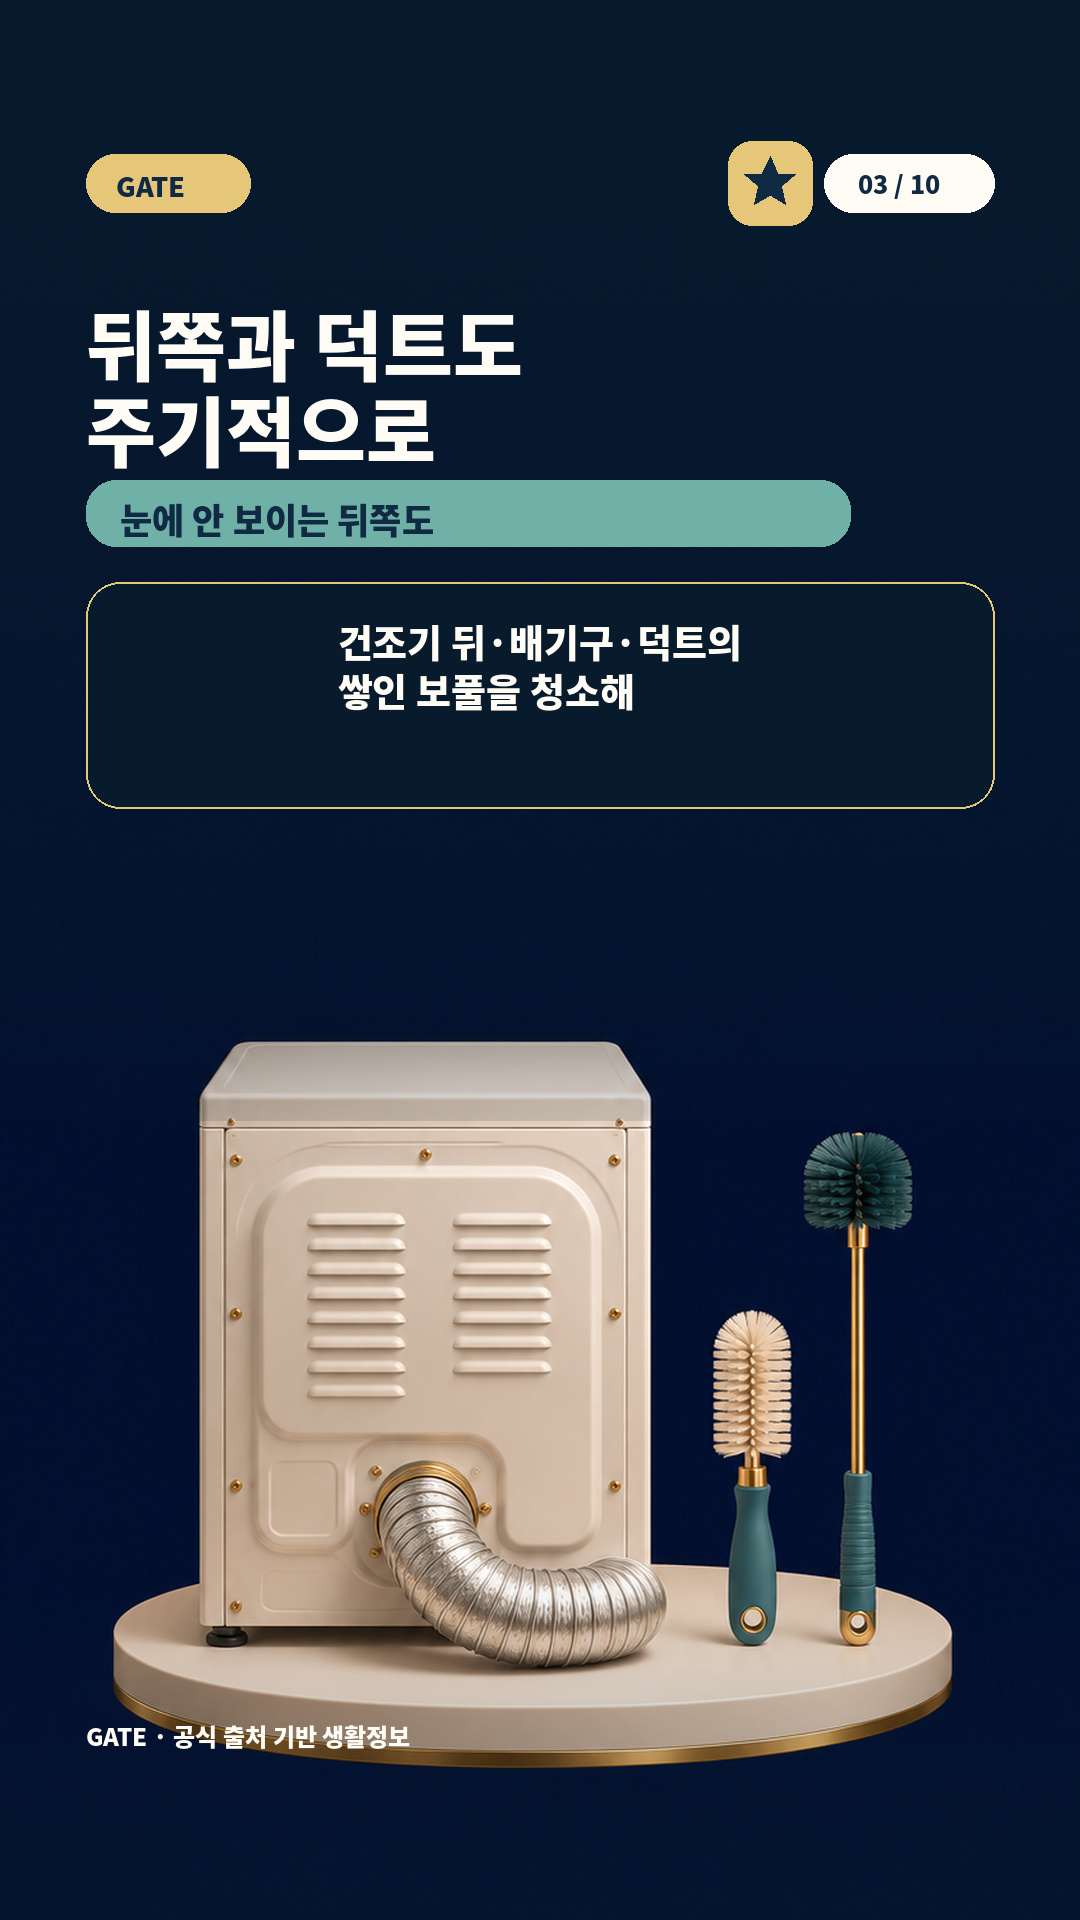 GATE
03 / 10
뒤쪽과 덕트도
주기적으로
눈에 안 보이는 뒤쪽도
건조기 뒤·배기구·덕트의
쌓인 보풀을 청소해
GATE · 공식 출처 기반 생활정보